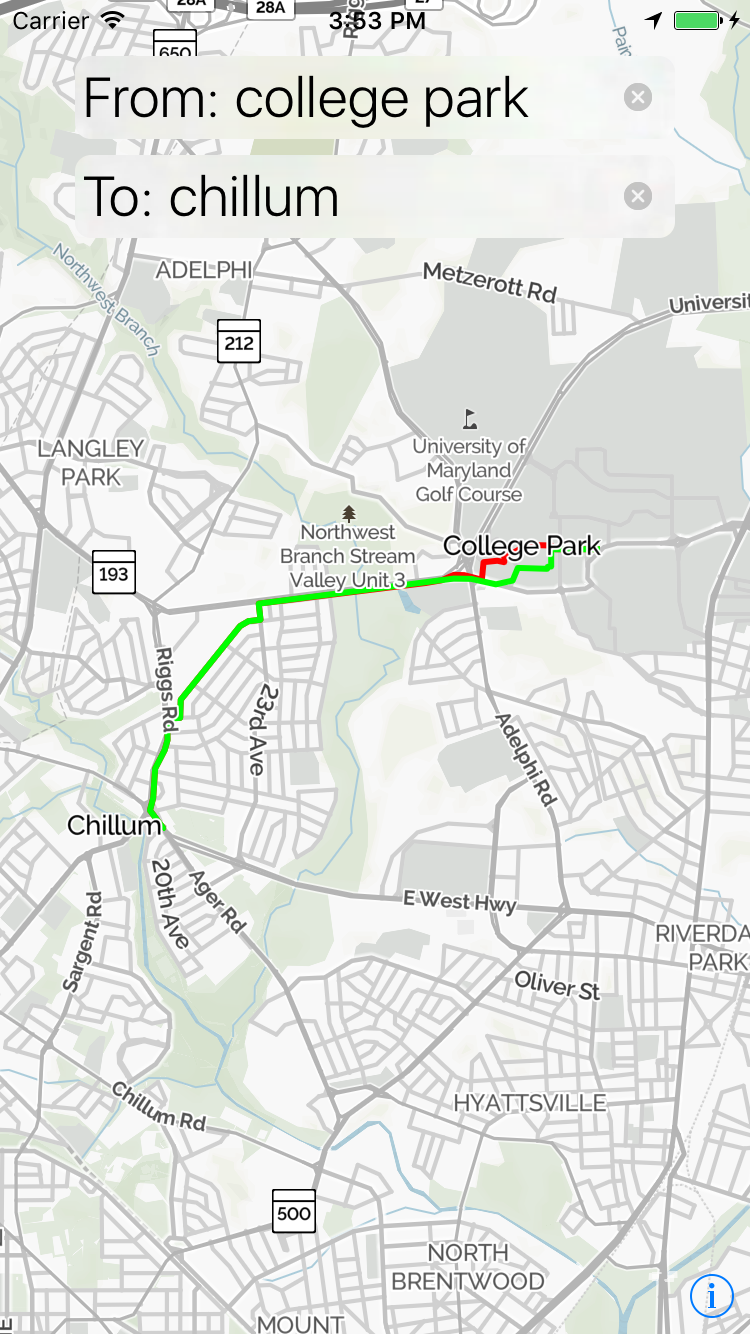 28A
28A
27
Carrier
3:53 PM
650
From: college park
To: chillum
Northwest Branch
ADELPHI
Metzerott Rd
212
LANGLEY
PARK
University of
Maryland
Golf Course
Northwest
Branch Stream
Valley Unit 3
College Park
193
Riggs Rd
23rd Ave
Adelphi Rd
Chillum
20th Ave
Ager Rd
E West Hwy
Sargent Rd
PARK
Oliver St
Chillum Rd
HYATTSVILLE
500
NORTH
BRENTWOOD
MOUNT
i